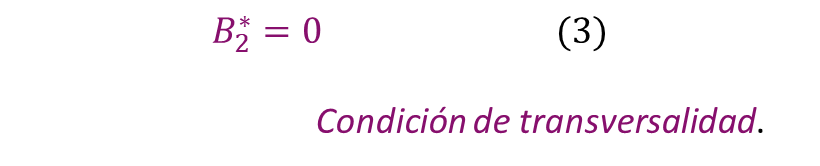 B₂* = 0 (3)
Condición de transversalidad.